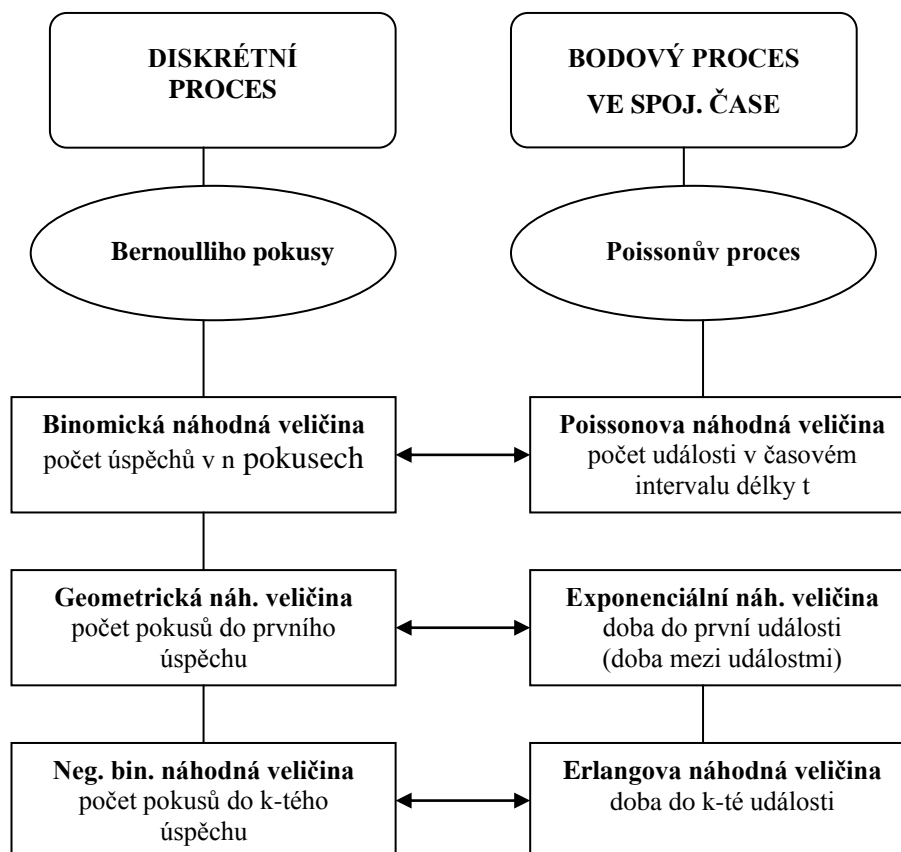 DISKRÉTNÍ
PROCES
BODOVÝ PROCES
VE SPOJ. ČASE
Bernoulliho pokusy
Poissonův proces
Binomická náhodná veličina
počet úspěchů v n pokusech
Poissonova náhodná veličina
počet události v časovém
intervalu délky t
Geometrická náh. veličina
počet pokusů do prvního
úspěchu
Exponenciální náh. veličina
doba do první události
(doba mezi událostmi)
Neg. bin. náhodná veličina
počet pokusů do k-tého
úspěchu
Erlangova náhodná veličina
doba do k-té události